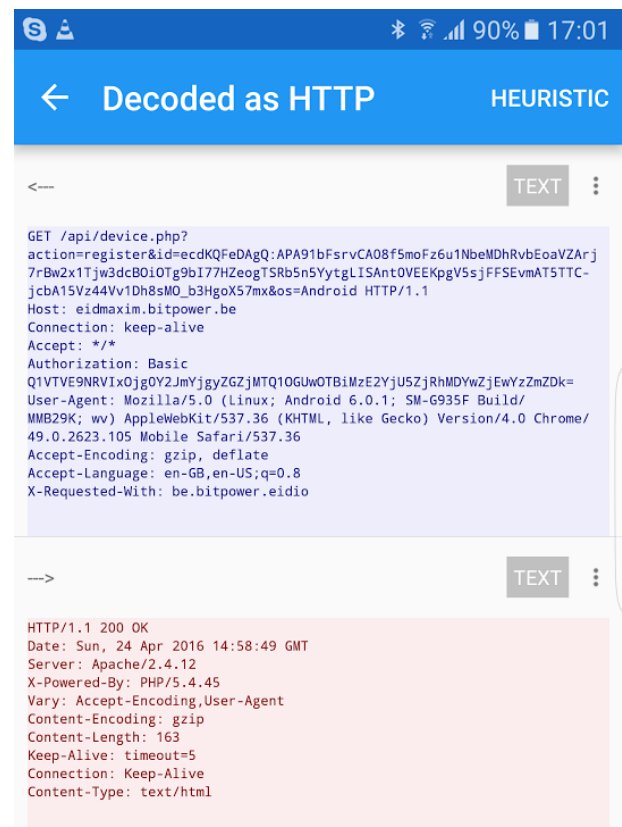 90% 17:01
Decoded as HTTP HEURISTIC
<--- TEXT
GET /api/device.php?
action=register&id=ecdKQFeDAgQ:APA91bFsrvCAO8f5moFz6u1NbeMDhRvbEoaVZArj
7rBw2x1Tjw3dcBOiOTg9bI77HZeogTSRb5n5YytgLISAntOVEEKpgV5sjFFSEvmAT5TTC-
jcbA15Vz44Vv1Dh8sMO_b3HgoX57mx&os=Android HTTP/1.1
Host: eidmaxim.bitpower.be
Connection: keep-alive
Accept: */*
Authorization: Basic
Q1VTVE9NRVIxOjg0Y2JmYjgyZGZjMTQ1OGUwOTBiMzE2YjU5ZjRhMDYwZjEwYzZmZDk=
User-Agent: Mozilla/5.0 (Linux; Android 6.0.1; SM-G935F Build/
MMB29K; wv) AppleWebKit/537.36 (KHTML, like Gecko) Version/4.0 Chrome/
49.0.2623.105 Mobile Safari/537.36
Accept-Encoding: gzip, deflate
Accept-Language: en-GB,en-US;q=0.8
X-Requested-With: be.bitpower.eidio
---> TEXT
HTTP/1.1 200 OK
Date: Sun, 24 Apr 2016 14:58:49 GMT
Server: Apache/2.4.12
X-Powered-By: PHP/5.4.45
Vary: Accept-Encoding,User-Agent
Content-Encoding: gzip
Content-Length: 163
Keep-Alive: timeout=5
Connection: Keep-Alive
Content-Type: text/html